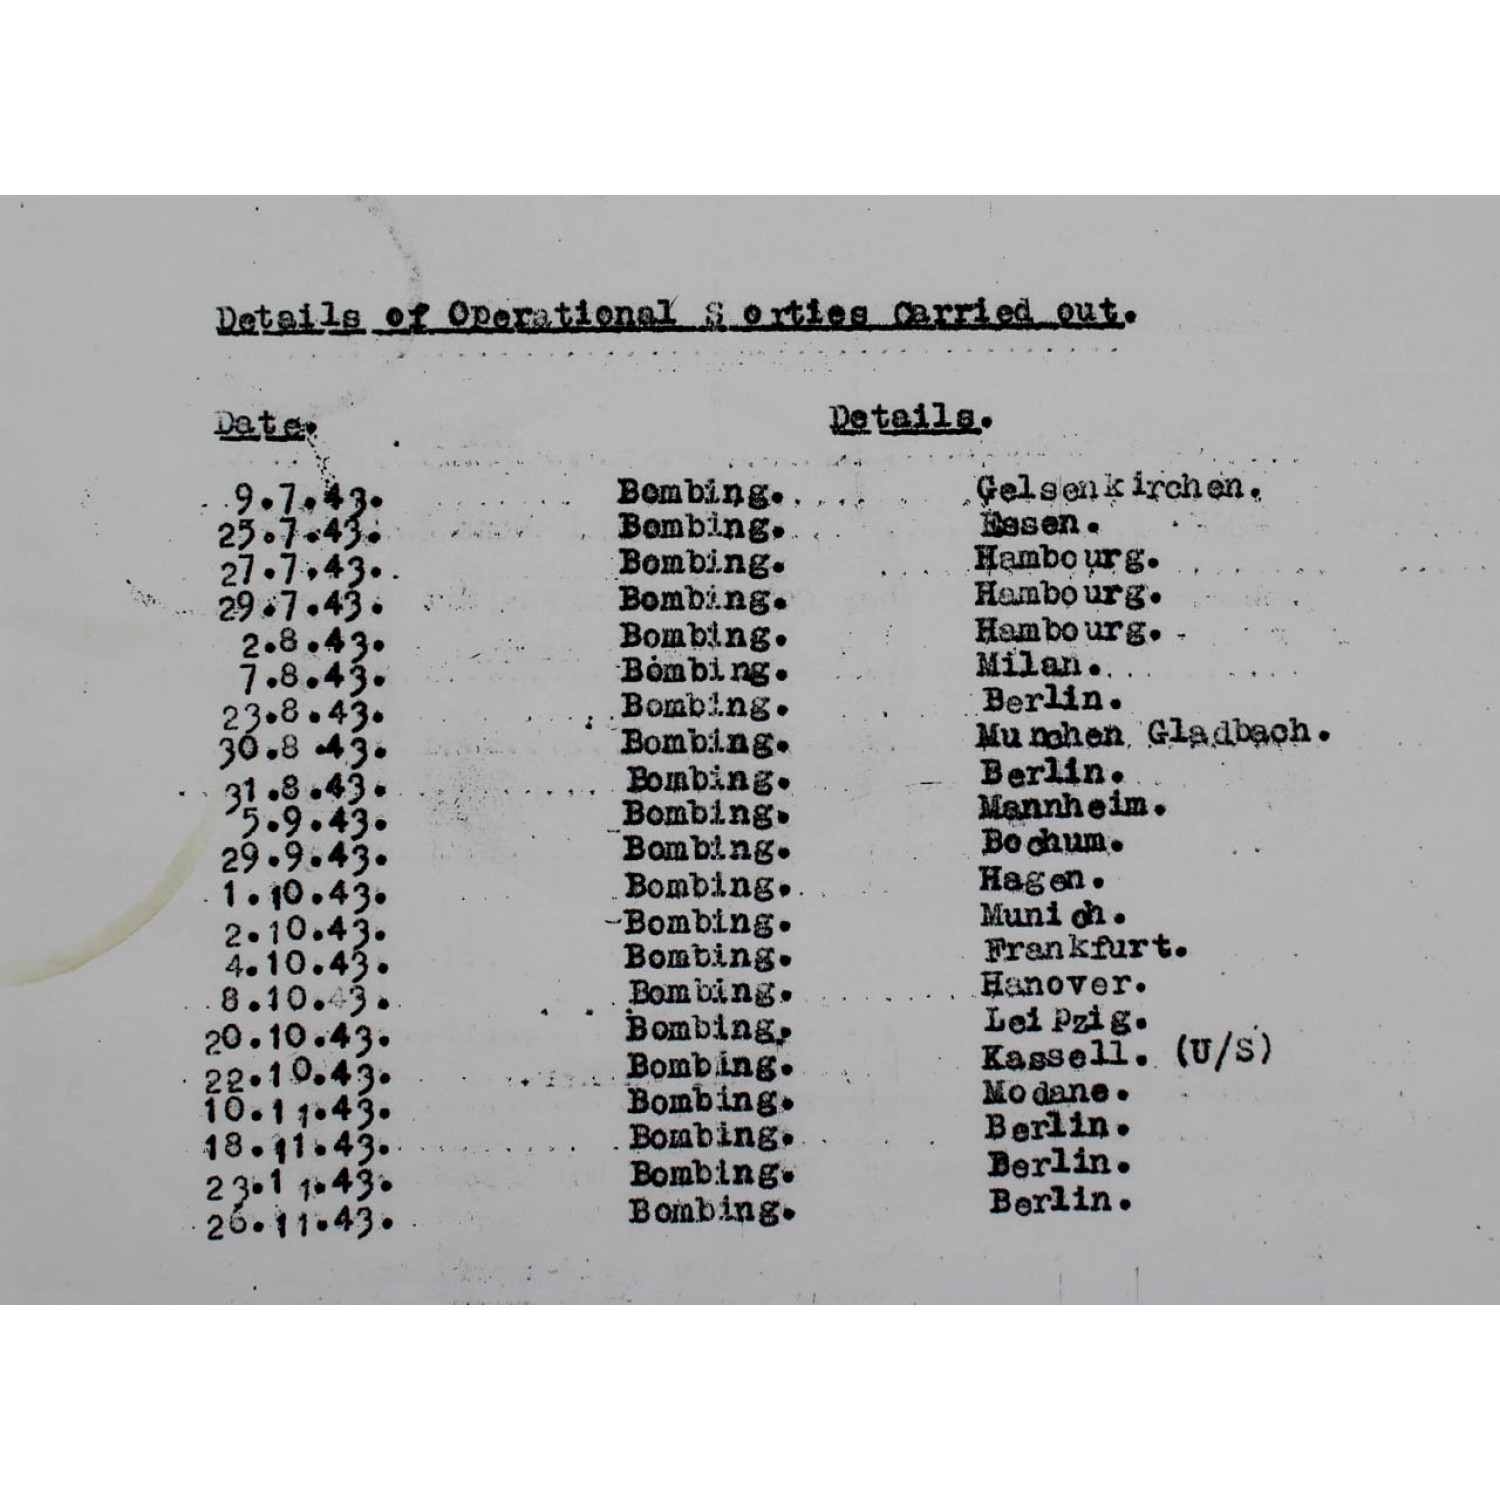 Details of Operational Sorties Carried out.
Date. Details.
9.7.43. Bombing. Gelsenkirchen.
25.7.43. Bombing. Essen.
27.7.43. Bombing. Hambourg.
29.7.43. Bombing. Hambourg.
2.8.43. Bombing. Hambourg.
7.8.43. Bombing. Milan.
23.8.43. Bombing. Berlin.
30.8.43. Bombing. Munchen Gladbach.
31.8.43. Bombing. Berlin.
5.9.43. Bombing. Mannheim.
29.9.43. Bombing. Bochum.
1.10.43. Bombing. Hagen.
2.10.43. Bombing. Munich.
4.10.43. Bombing. Frankfurt.
8.10.43. Bombing. Hanover.
20.10.43. Bombing. Leipzig.
22.10.43. Bombing. Kassell. (U/S)
10.11.43. Bombing. Modane.
18.11.43. Bombing. Berlin.
23.11.43. Bombing. Berlin.
26.11.43. Bombing. Berlin.